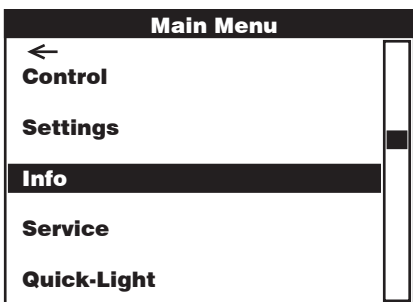 Main Menu
Control
Settings
Info
Service
Quick-Light